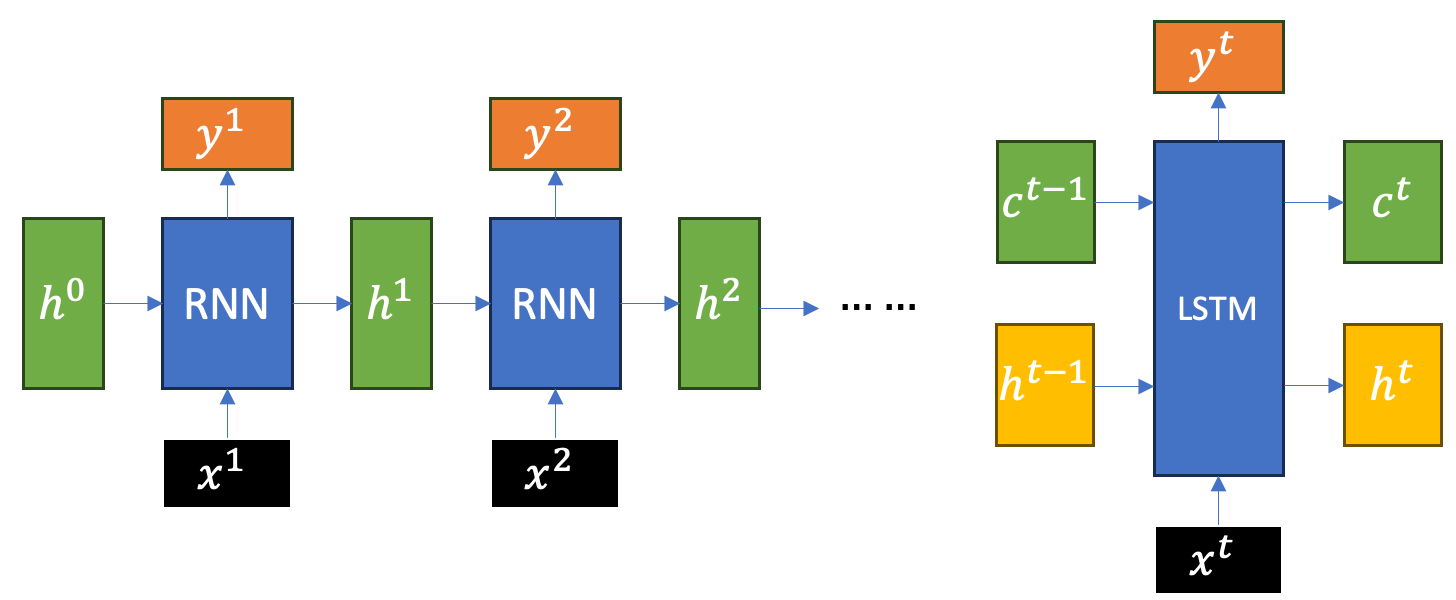 y^1
y^2
h^0
RNN
h^1
RNN
h^2
... ...
x^1
x^2
y^t
c^{t-1}
c^t
LSTM
h^{t-1}
h^t
x^t